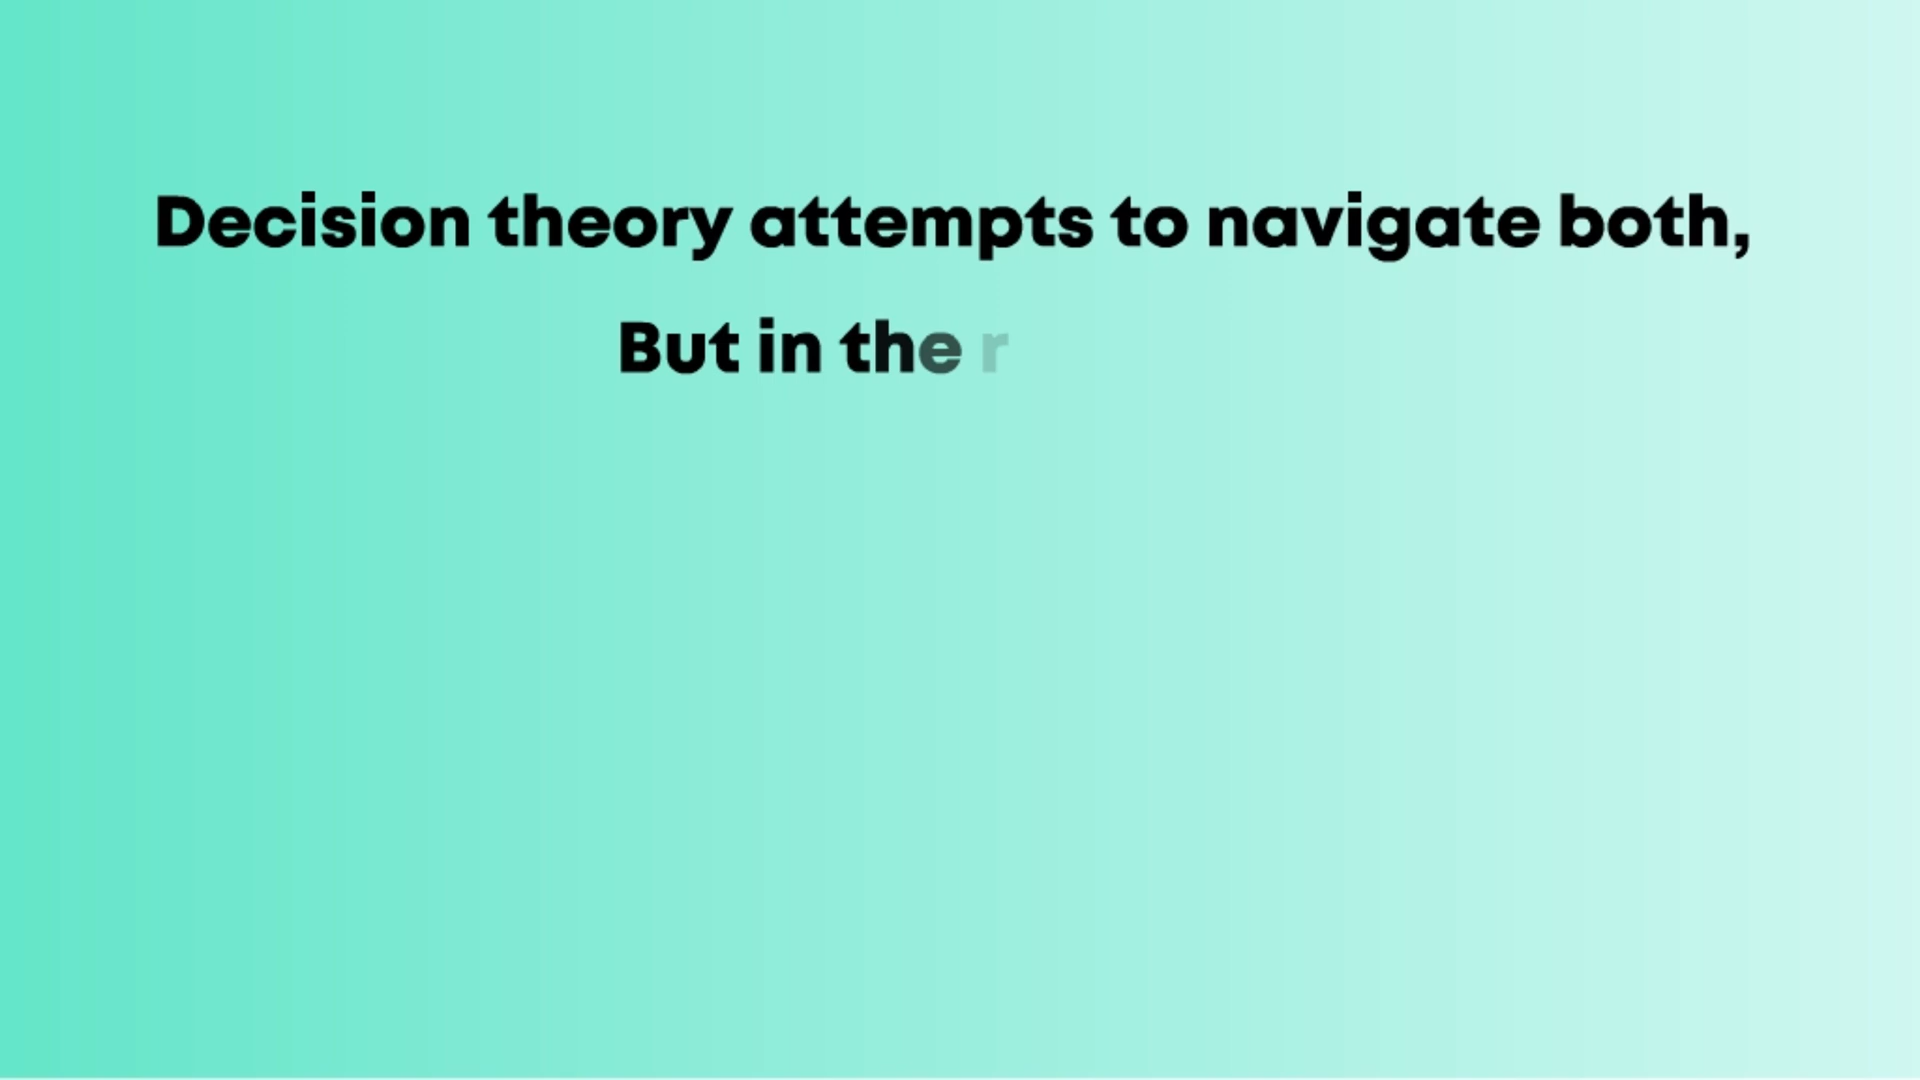 Decision theory attempts to navigate both,
But in the r